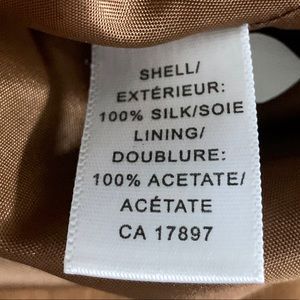 SHELL/
EXTÉRIEUR:
100% SILK/SOIE
LINING/
DOUBLURE:
100% ACETATE/
ACÉTATE
CA 17897